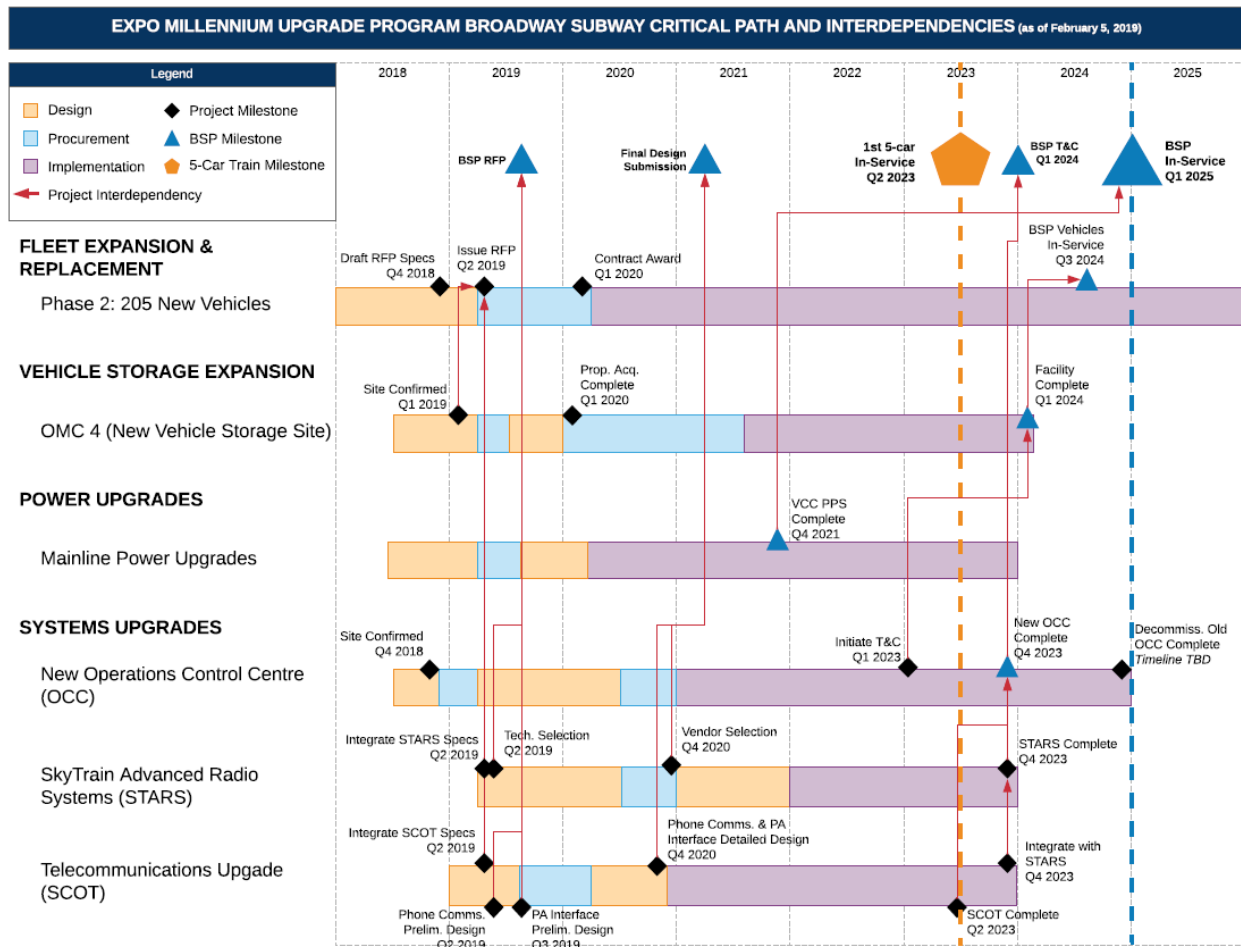 EXPO MILLENNIUM UPGRADE PROGRAM BROADWAY SUBWAY CRITICAL PATH AND INTERDEPENDENCIES (as of February 5, 2019)
Legend
Design
Project Milestone
Procurement
BSP Milestone
Implementation
5-Car Train Milestone
Project Interdependency
2018
2019
2020
2021
2022
2023
2024
2025
BSP RFP
Final Design
Submission
1st 5-car
In-Service
Q2 2023
BSP T&C
Q1 2024
BSP
In-Service
Q1 2025
FLEET EXPANSION &
REPLACEMENT
Phase 2: 205 New Vehicles
Draft RFP Specs
Q4 2018
Issue RFP
Q2 2019
Contract Award
Q1 2020
BSP Vehicles
In-Service
Q3 2024
VEHICLE STORAGE EXPANSION
OMC 4 (New Vehicle Storage Site)
Site Confirmed
Q1 2019
Prop. Acq.
Complete
Q1 2020
Facility
Complete
Q1 2024
POWER UPGRADES
Mainline Power Upgrades
VCC PPS
Complete
Q4 2021
SYSTEMS UPGRADES
New Operations Control Centre
(OCC)
Site Confirmed
Q4 2018
Initiate T&C
Q1 2023
New OCC
Complete
Q4 2023
Decommiss. Old
OCC Complete
Timeline TBD
SkyTrain Advanced Radio
Systems (STARS)
Integrate STARS Specs
Q2 2019
Tech. Selection
Q2 2019
Vendor Selection
Q4 2020
STARS Complete
Q4 2023
Telecommunications Upgade
(SCOT)
Integrate SCOT Specs
Q2 2019
Phone Comms. & PA
Interface Detailed Design
Q4 2020
Integrate with
STARS
Q4 2023
Phone Comms.
Prelim. Design
Q2 2019
PA Interface
Prelim. Design
Q3 2019
SCOT Complete
Q2 2023